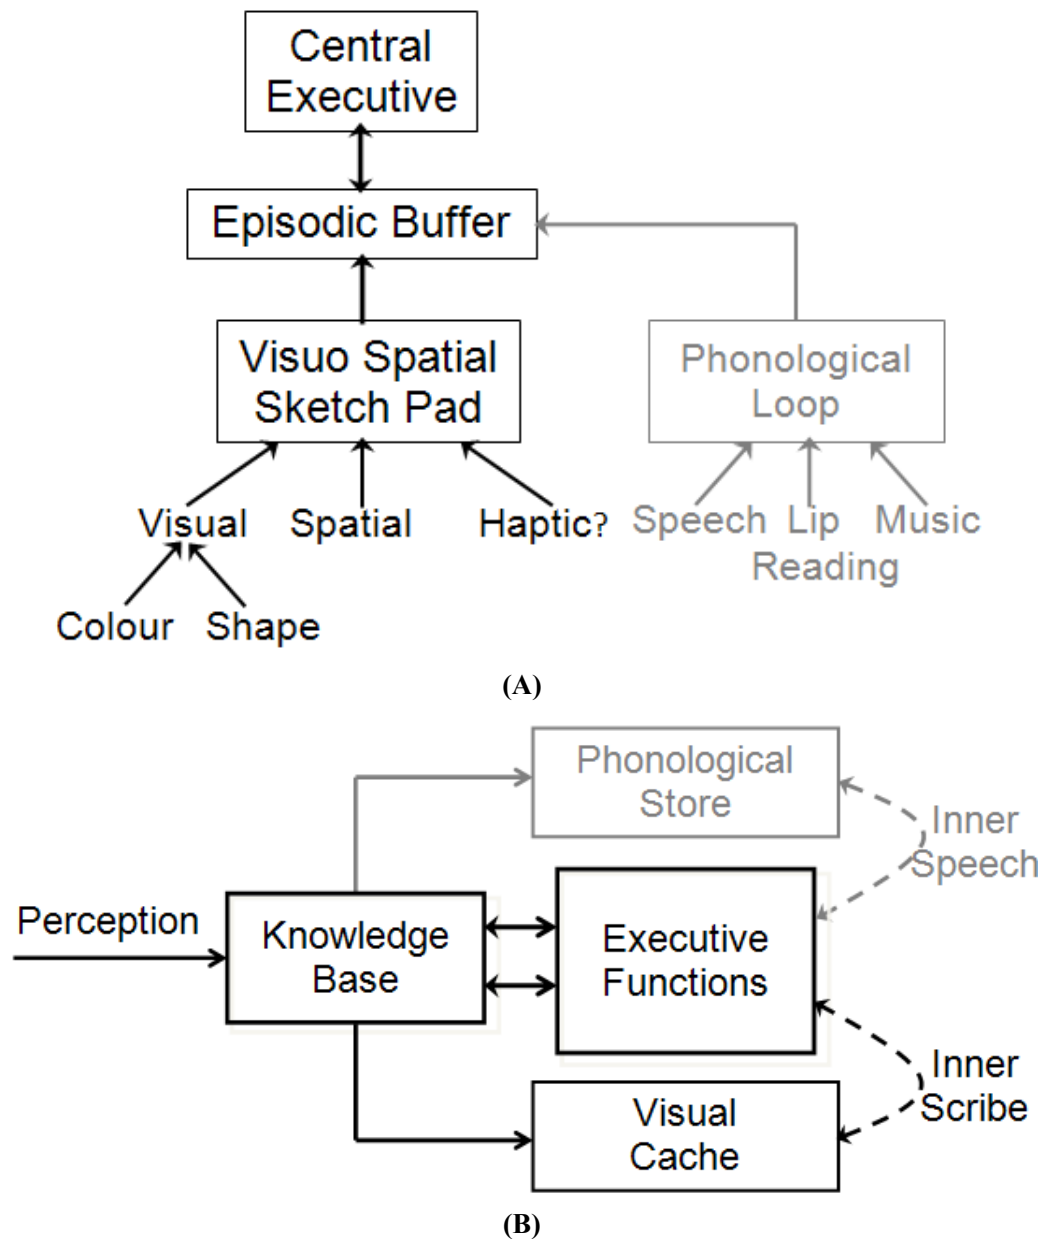 Central
Executive
Episodic Buffer
Visuo Spatial
Sketch Pad
Phonological
Loop
Visual
Spatial
Haptic?
Speech
Lip
Reading
Music
Colour
Shape
(A)
Phonological
Store
Inner
Speech
Perception
Knowledge
Base
Executive
Functions
Inner
Scribe
Visual
Cache
(B)